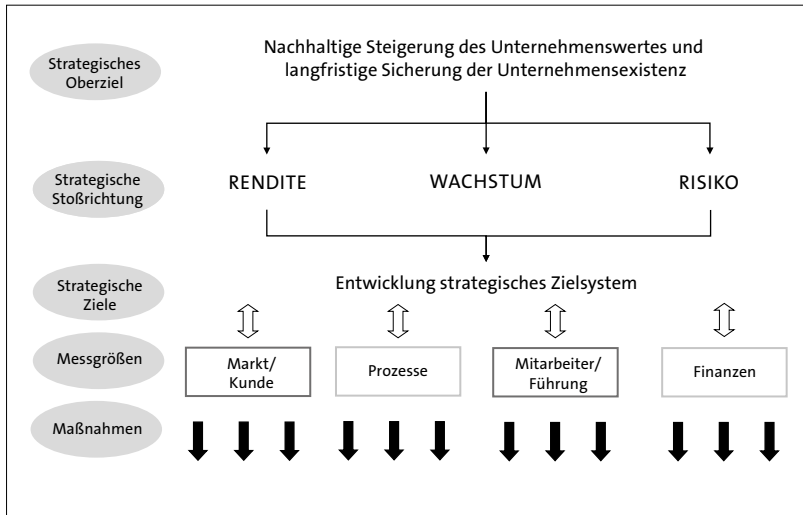 Strategisches
Oberziel
Nachhaltige Steigerung des Unternehmenswertes und
langfristige Sicherung der Unternehmensexistenz
Strategische
Stoßrichtung
RENDITE
WACHSTUM
RISIKO
Strategische
Ziele
Entwicklung strategisches Zielsystem
Messgrößen
Markt/
Kunde
Prozesse
Mitarbeiter/
Führung
Finanzen
Maßnahmen